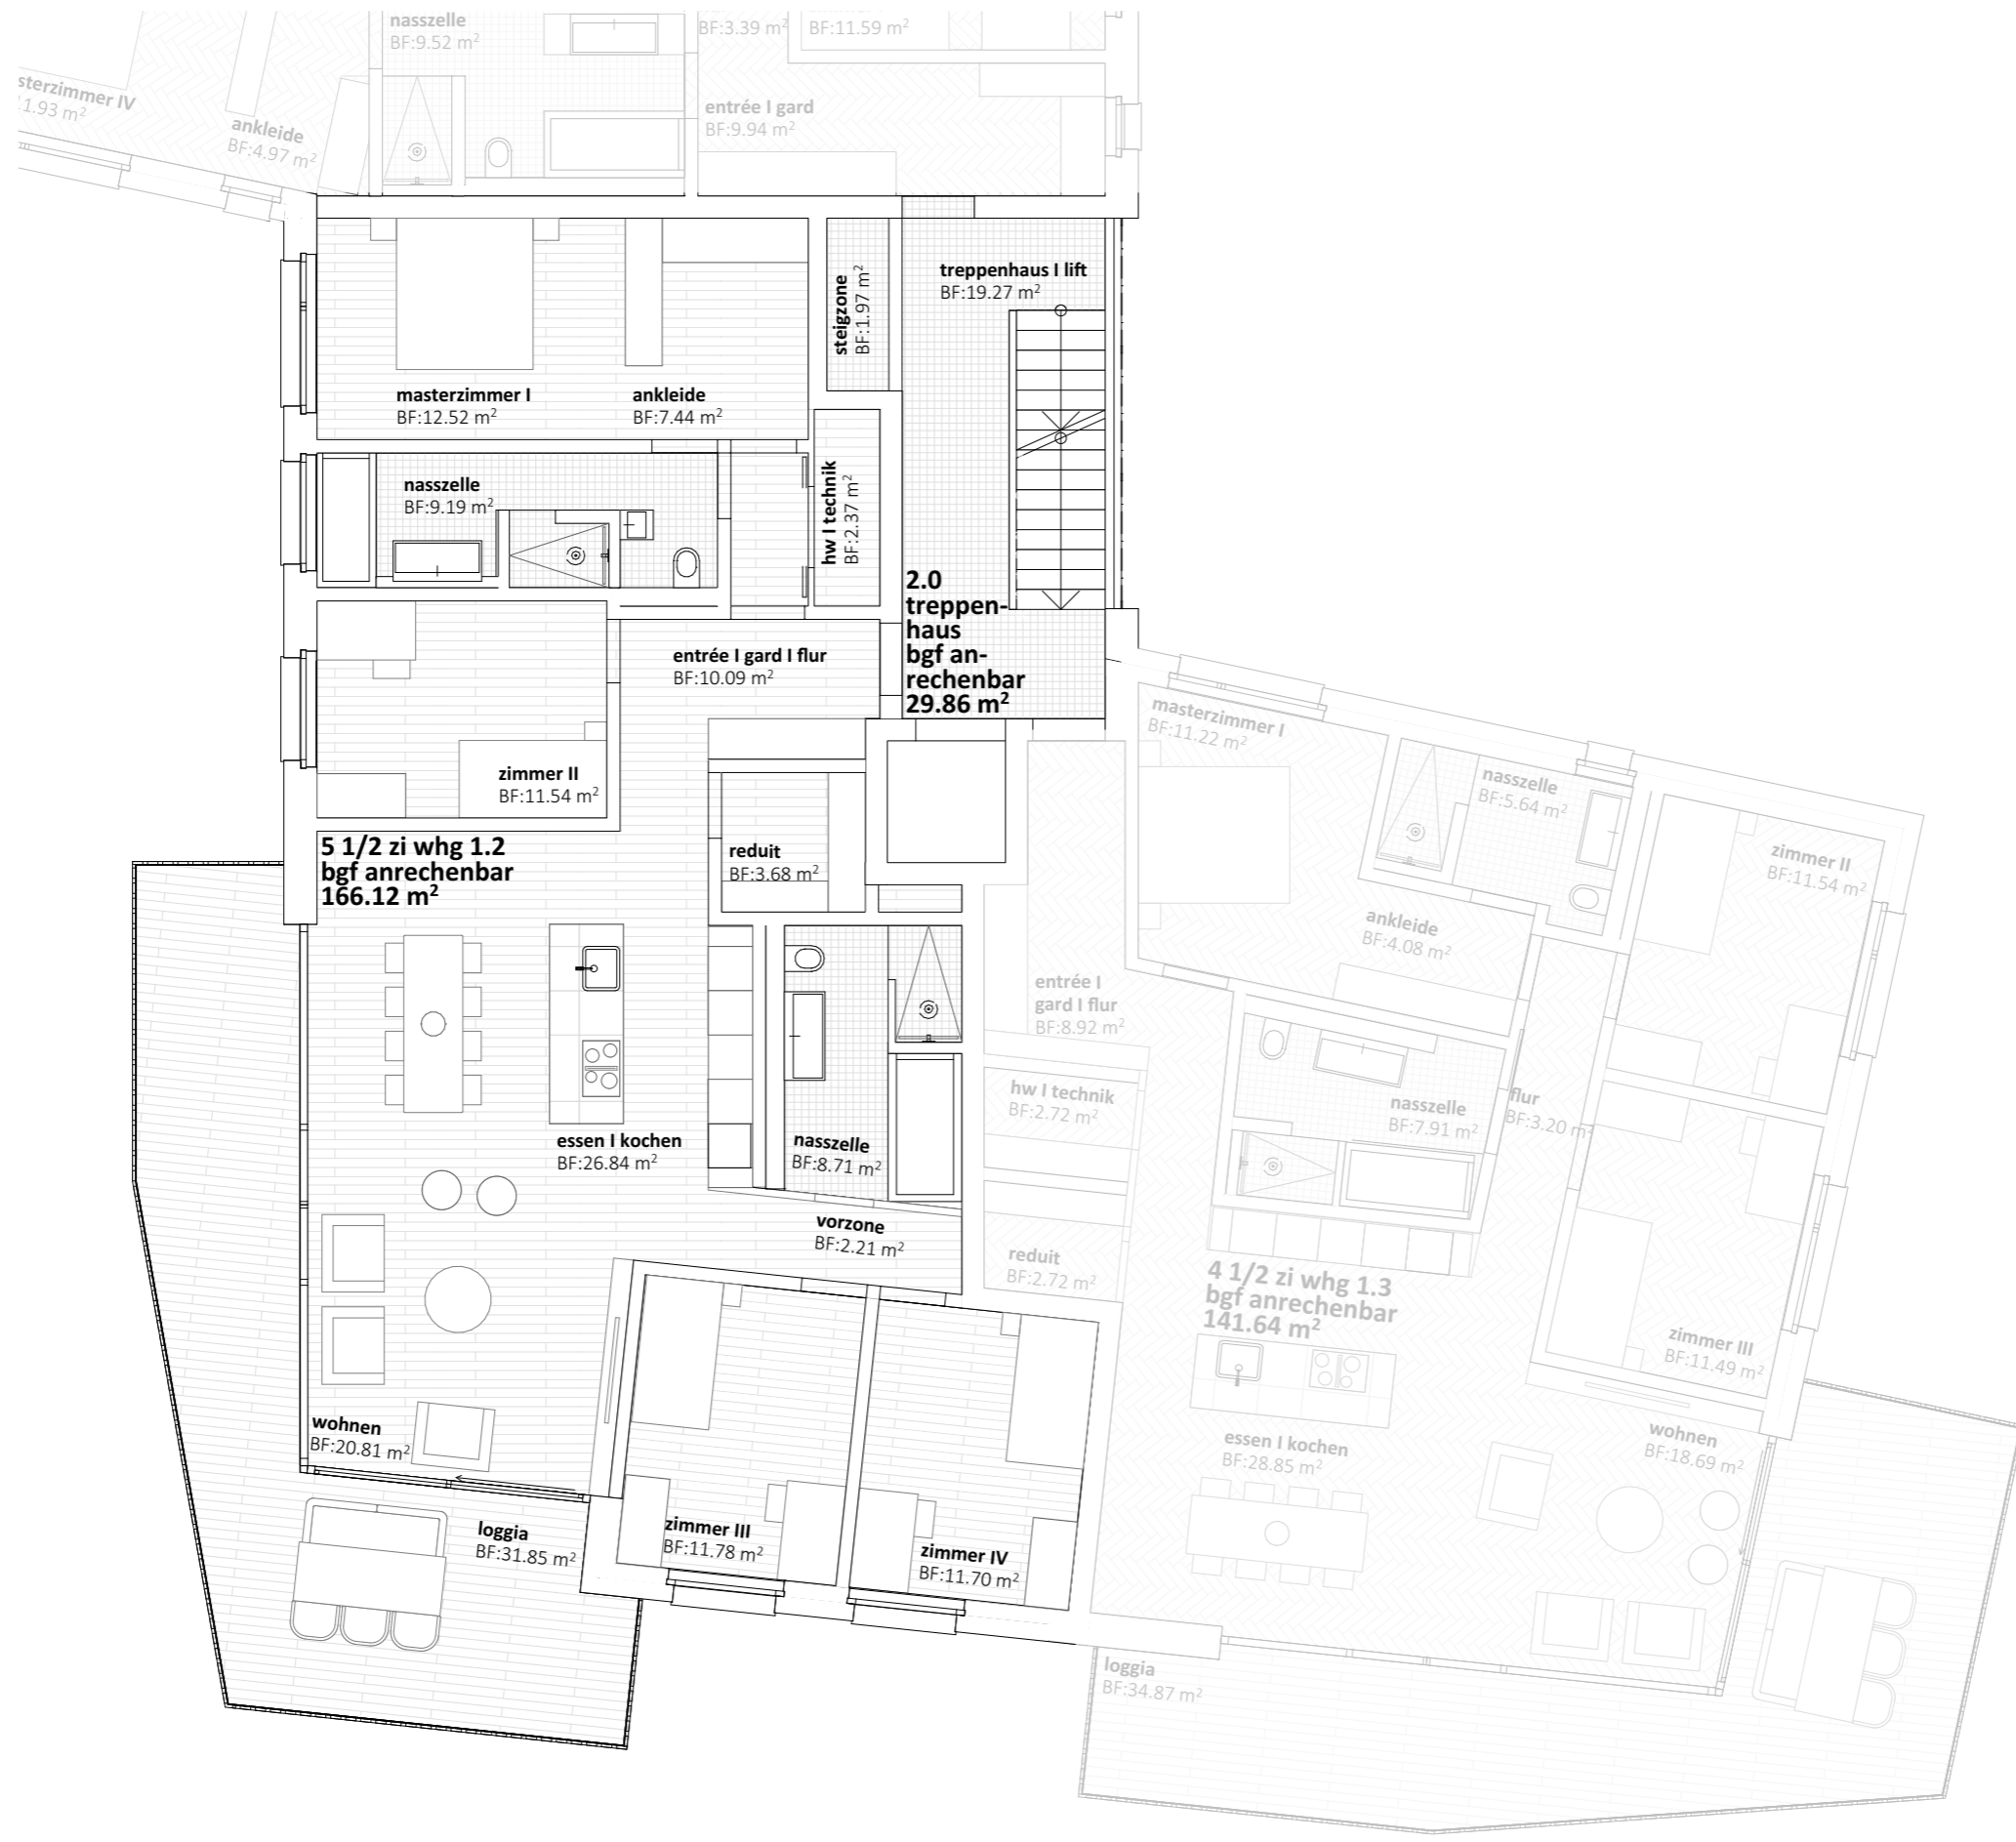 nasszelle
BF:9.52 m²
BF:3.39 m²
BF:11.59 m²
sterzimmer IV
1.93 m²
ankleide
BF:4.97 m²
entrée I gard
BF:9.94 m²
treppenhaus I lift
BF:19.27 m²
steigzone
BF:1.97 m²
masterzimmer I
BF:12.52 m²
ankleide
BF:7.44 m²
nasszelle
BF:9.19 m²
hw I technik
BF:2.37 m²
2.0
treppen-
haus
bgf an-
rechenbar
29.86 m²
entrée I gard I flur
BF:10.09 m²
zimmer II
BF:11.54 m²
5 1/2 zi whg 1.2
bgf anrechenbar
166.12 m²
reduit
BF:3.68 m²
masterzimmer I
BF:11.22 m²
nasszelle
BF:5.64 m²
zimmer II
BF:11.54 m²
ankleide
BF:4.08 m²
entrée I
gard I flur
BF:8.92 m²
hw I technik
BF:2.72 m²
nasszelle
BF:7.91 m²
flur
BF:3.20 m²
essen I kochen
BF:26.84 m²
nasszelle
BF:8.71 m²
vorzone
BF:2.21 m²
reduit
BF:2.72 m²
4 1/2 zi whg 1.3
bgf anrechenbar
141.64 m²
zimmer III
BF:11.49 m²
wohnen
BF:20.81 m²
essen I kochen
BF:28.85 m²
wohnen
BF:18.69 m²
loggia
BF:31.85 m²
zimmer III
BF:11.78 m²
zimmer IV
BF:11.70 m²
loggia
BF:34.87 m²